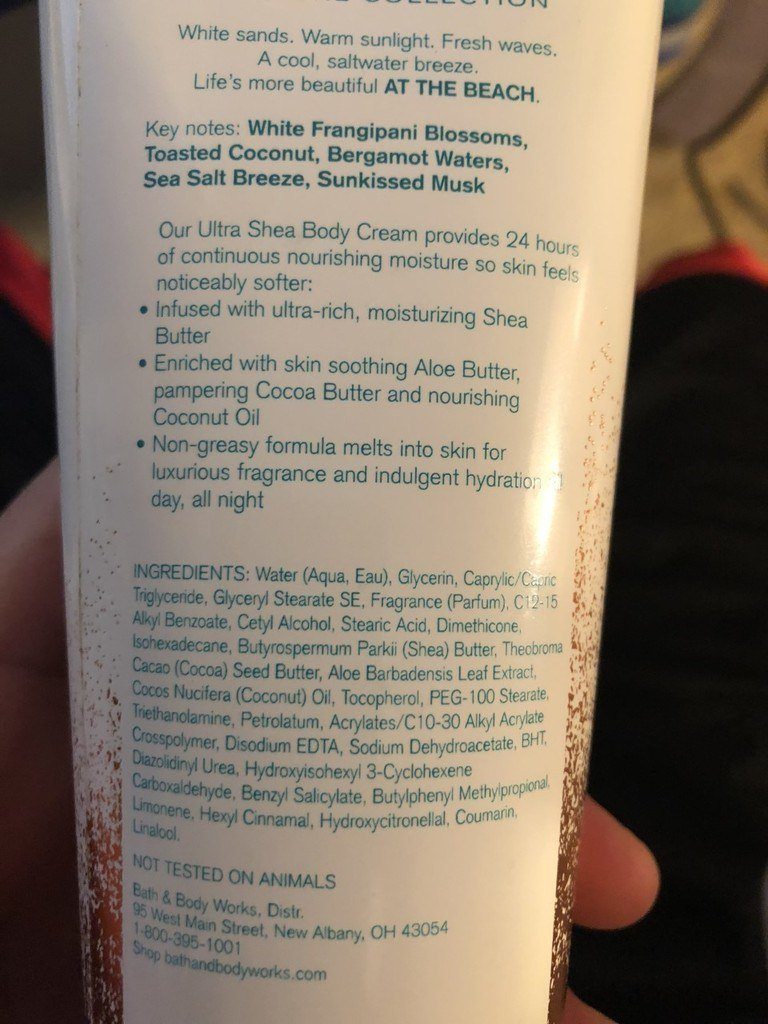 COLLECTION
White sands. Warm sunlight. Fresh waves.
A cool, saltwater breeze.
Life's more beautiful AT THE BEACH.
Key notes: White Frangipani Blossoms,
Toasted Coconut, Bergamot Waters,
Sea Salt Breeze, Sunkissed Musk
Our Ultra Shea Body Cream provides 24 hours
of continuous nourishing moisture so skin feels
noticeably softer:
• Infused with ultra-rich, moisturizing Shea
Butter
• Enriched with skin soothing Aloe Butter,
pampering Cocoa Butter and nourishing
Coconut Oil
• Non-greasy formula melts into skin for
luxurious fragrance and indulgent hydration
day, all night
INGREDIENTS: Water (Aqua, Eau), Glycerin, Caprylic/Capric
Triglyceride, Glyceryl Stearate SE, Fragrance (Parfum), C12-15
Alkyl Benzoate, Cetyl Alcohol, Stearic Acid, Dimethicone,
Isohexadecane, Butyrospermum Parkii (Shea) Butter, Theobroma
Cacao (Cocoa) Seed Butter, Aloe Barbadensis Leaf Extract,
Cocos Nucifera (Coconut) Oil, Tocopherol, PEG-100 Stearate,
Triethanolamine, Petrolatum, Acrylates/C10-30 Alkyl Acrylate
Crosspolymer, Disodium EDTA, Sodium Dehydroacetate, BHT,
Diazolidinyl Urea, Hydroxyisohexyl 3-Cyclohexene
Carboxaldehyde, Benzyl Salicylate, Butylphenyl Methylpropional,
Limonene, Hexyl Cinnamal, Hydroxycitronellal, Coumarin,
Linalool.
NOT TESTED ON ANIMALS
Bath & Body Works, Distr.
95 West Main Street, New Albany, OH 43054
1-800-395-1001
Shop bathandbodyworks.com